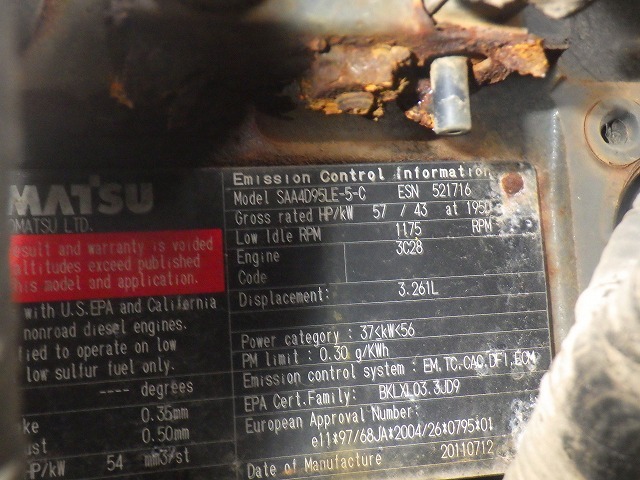 MATSU
OMATSU LTD.
esult and warranty is voided
altitudes exceed published
his model and application.
with U.S.EPA and California
nonroad diesel engines.
fied to operate on low
low sulfur fuel only.
---- degrees
ke 0.35mm
ust 0.50mm
HP/kW 54 mm3/st
Emission Control Information
Model SAA4D95LE-5-C ESN 521716
Gross rated HP/kW 57 / 43 at 1950 RPM
Low Idle RPM 1175
Engine 3C28
Code
Displacement: 3.261L
Power category : 37<kW<56
PM limit : 0.30 g/KWh
Emission control system : EM,TC,CAC,DFI,ECM
EPA Cert.Family: BKLXL03.3JD9
European Approval Number:
e11*97/68JA*2004/26*0795*01
Date of Manufacture 20110712